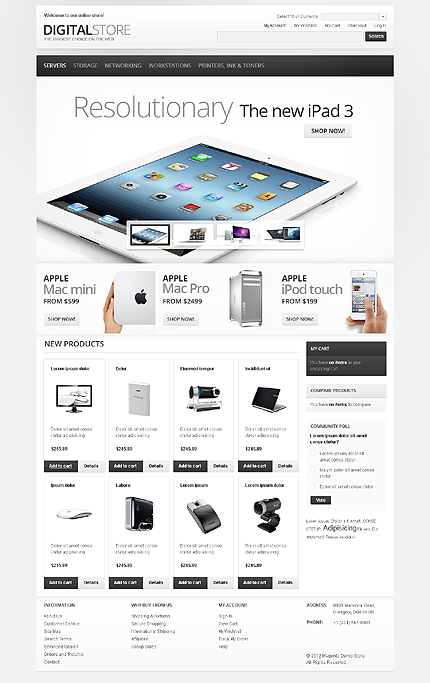 Welcome to our online store!
Select Your Currency
My Account My Wishlist My Cart Checkout Log In
DIGITALSTORE
THE BIGGEST CHOICE ON THE WEB
Search
SERVERS STORAGE NETWORKING WORKSTATIONS PRINTERS, INK & TONERS
Resolutionary The new iPad 3
SHOP NOW!
APPLE
Mac mini
FROM $599
SHOP NOW!
APPLE
Mac Pro
FROM $2499
SHOP NOW!
APPLE
iPod touch
FROM $199
SHOP NOW!
NEW PRODUCTS
Lorem ipsum dolor
Dolor sit amet conse
ctetur adipisicing
$245.89
Add to cart Details
Dolor
Dolor sit amet conse
ctetur adipisicing
$245.89
Add to cart Details
Eiusmod tempor
Dolor sit amet conse
ctetur adipisicing
$245.89
Add to cart Details
Incididunt ut
Dolor sit amet conse
ctetur adipisicing
$245.89
Add to cart Details
Ipsum dolor
Dolor sit amet conse
ctetur adipisicing
$245.89
Add to cart Details
Labore
Dolor sit amet conse
ctetur adipisicing
$245.89
Add to cart Details
Lorem ipsum
Dolor sit amet conse
ctetur adipisicing
$245.89
Add to cart Details
Lorem ipsum dolor
Dolor sit amet conse
ctetur adipisicing
$245.89
Add to cart Details
MY CART
You have no items in your
shopping cart.
COMPARE PRODUCTS
You have no items to compare.
COMMUNITY POLL
Lorem ipsum dolor sit amet
conse ctetur?
Lorem ipsum dolor sit amet
conse ctetur
Ipsum dolor sit amet conse
ctetur
Dolor sit amet conse ctetur
Vote
Lorem ipsum Dolor sit amet, conse
ctetur Adipisicing
Tempor
INFORMATION
About Us
Customer Service
Site Map
Search Terms
Advanced Search
Orders and Returns
Contact
WHY BUY FROM US
Shipping & Returns
Secure Shopping
International Shipping
Affiliates
Group Sales
MY ACCOUNT
Sign In
View Cart
My Wishlist
Track My Order
Help
ADDRESS: 8901 Marmora Road,
Glasgow, D04 89GR
PHONE:
© 2012 Magento Demo Store.
All Rights Reserved.